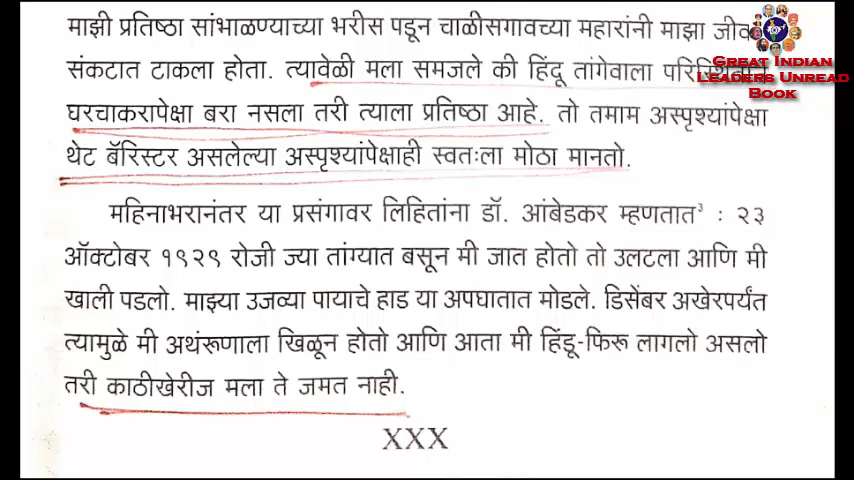 माझी प्रतिष्ठा सांभाळण्याच्या भरीस पडून चाळीसगावच्या महारांनी माझा
संकटात टाकला होता. त्यावेळी मला समजले की हिंदू तांगेवाला
घरचाकरापेक्षा बरा नसला तरी त्याला प्रतिष्ठा आहे. तो तमाम अस्पृश्यांपेक्षा
थेट बॅरिस्टर असलेल्या अस्पृश्यांपेक्षाही स्वतःला मोठा मानतो.
महिनाभरानंतर या प्रसंगावर लिहितांना डॉ. आंबेडकर म्हणतात³ : २३
ऑक्टोबर १९२९ रोजी ज्या तांग्यात बसून मी जात होतो तो उलटला आणि मी
खाली पडलो. माझ्या उजव्या पायाचे हाड या अपघातात मोडले. डिसेंबर अखेरपर्यंत
त्यामुळे मी अथंरूणाला खिळून होतो आणि आता मी हिंडू-फिरू लागलो असलो
तरी काठीखेरीज मला ते जमत नाही.
XXX
Great Indian
Leaders Unread
Book